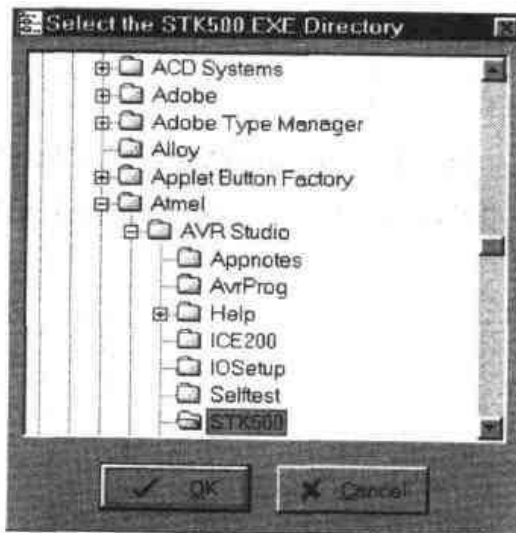 Select the STK500 EXE Directory
ACD Systems
Adobe
Adobe Type Manager
Alloy
Applet Button Factory
Atmel
AVR Studio
Appnotes
AvrProg
Help
ICE200
IOSetup
Selftest
STK500
OK
Cancel